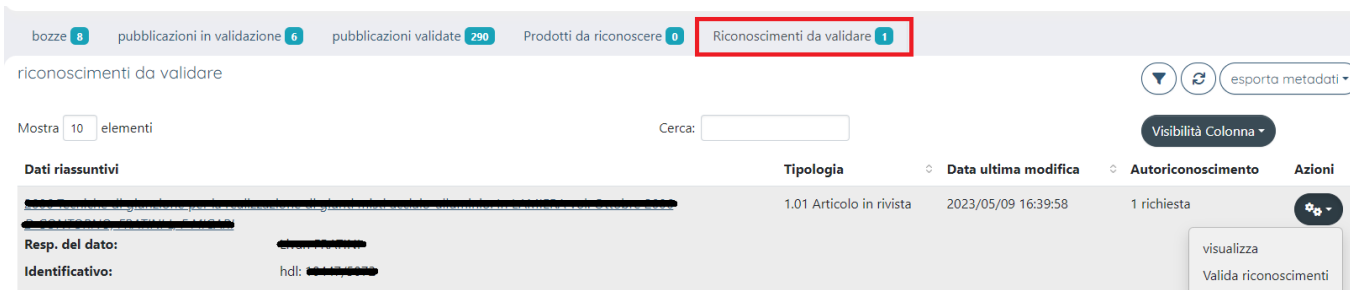 bozze 8 pubblicazioni in validazione 6 pubblicazioni validate 290 Prodotti da riconoscere 0 Riconoscimenti da validare 1
riconoscimenti da validare
esporta metadati
Mostra 10 elementi Cerca: Visibilità Colonna
Dati riassuntivi Tipologia Data ultima modifica Autoriconoscimento Azioni
1.01 Articolo in rivista 2023/05/09 16:39:58 1 richiesta
Resp. del dato:
visualizza
Identificativo: hdl:
Valida riconoscimenti